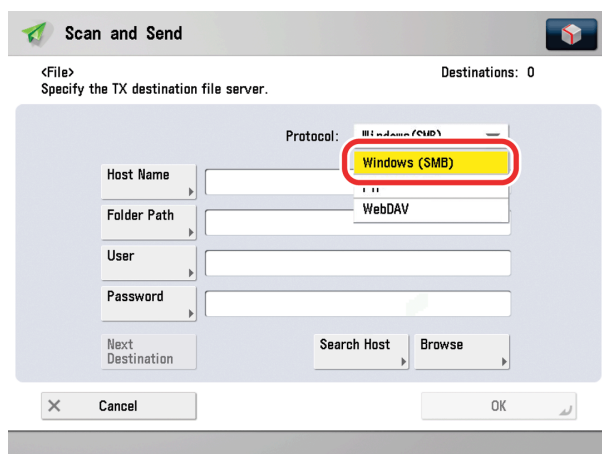 Scan and Send
<File>
Destinations: 0
Specify the TX destination file server.
Protocol:
Windows (SMB)
Host Name
Folder Path
WebDAV
User
Password
Next
Destination
Search Host
Browse
Cancel
OK